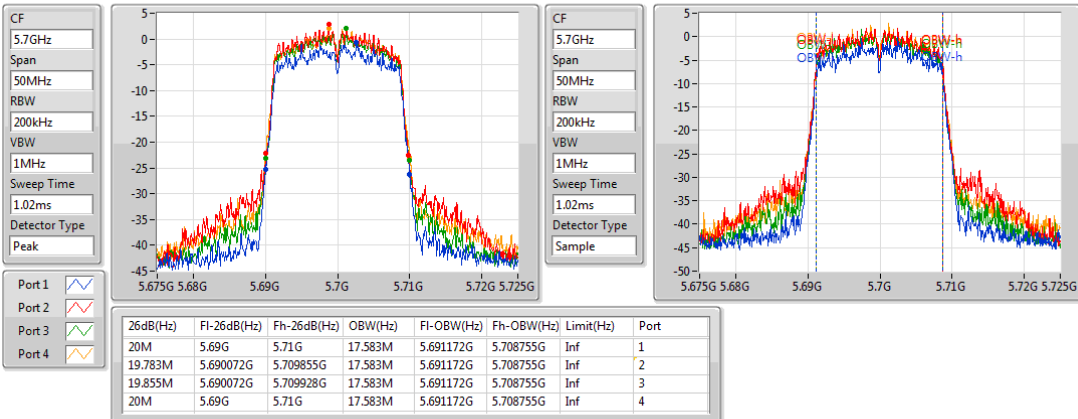 CF
5.7GHz
Span
50MHz
RBW
200kHz
VBW
1MHz
Sweep Time
1.02ms
Detector Type
Peak
5
0
-5
-10
-15
-20
-25
-30
-35
-40
-45
5.675G 5.68G 5.69G 5.7G 5.71G 5.72G 5.725G
CF
5.7GHz
Span
50MHz
RBW
200kHz
VBW
1MHz
Sweep Time
1.02ms
Detector Type
Sample
5
0
-5
-10
-15
-20
-25
-30
-35
-40
-45
-50
OBW-h
OBW-h
5.675G 5.68G 5.69G 5.7G 5.71G 5.72G 5.725G
Port 1
Port 2
Port 3
Port 4
26dB(Hz) Fl-26dB(Hz) Fh-26dB(Hz) OBW(Hz) Fl-OBW(Hz) Fh-OBW(Hz) Limit(Hz) Port
20M 5.69G 5.71G 17.583M 5.691172G 5.708755G Inf 1
19.783M 5.690072G 5.709855G 17.583M 5.691172G 5.708755G Inf 2
19.855M 5.690072G 5.709928G 17.583M 5.691172G 5.708755G Inf 3
20M 5.69G 5.71G 17.583M 5.691172G 5.708755G Inf 4